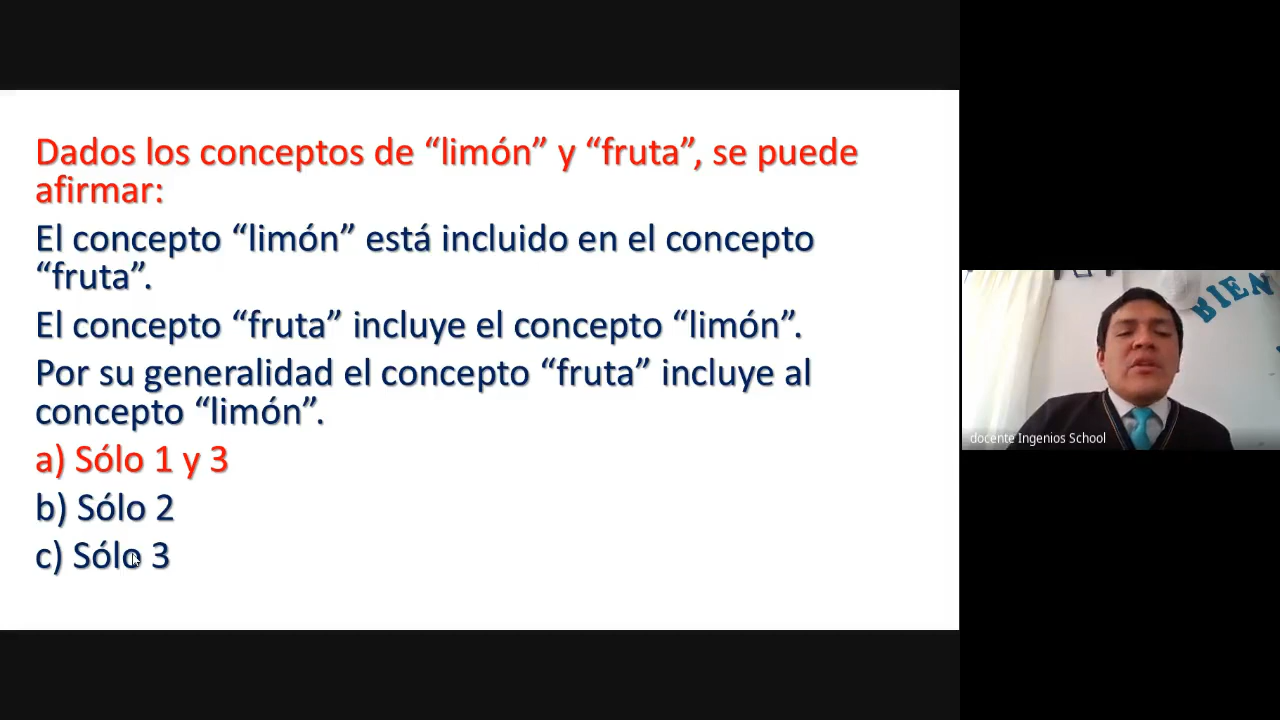 Dados los conceptos de “limón” y “fruta”, se puede
afirmar:
El concepto “limón” está incluido en el concepto
“fruta”.
El concepto “fruta” incluye el concepto “limón”.
Por su generalidad el concepto “fruta” incluye al
concepto “limón”.
a) Sólo 1 y 3
b) Sólo 2
c) Sólo 3
BIEN
docente Ingenios School